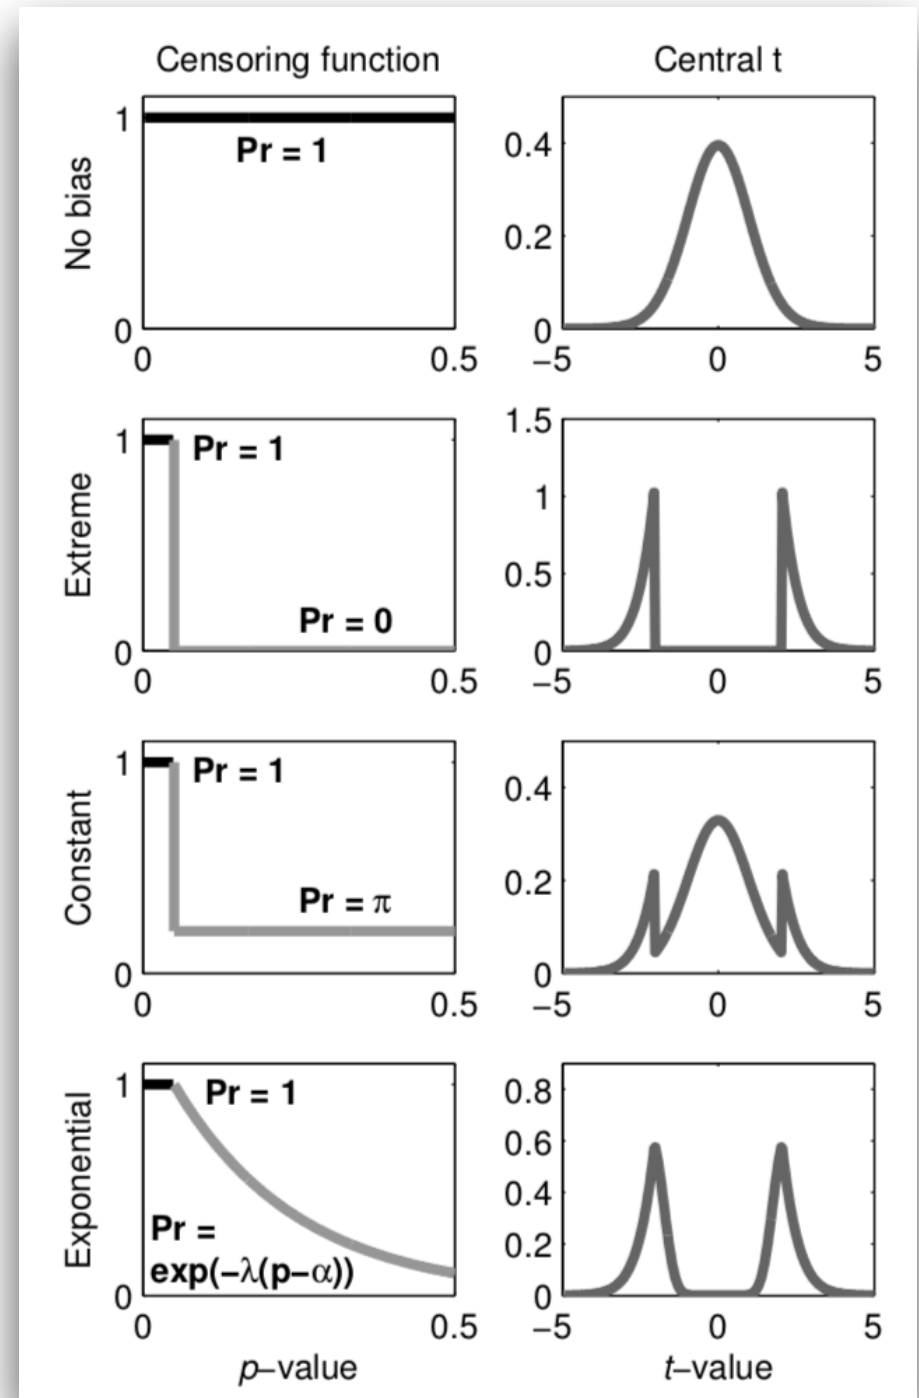 Censoring function
Central t
No bias
1
0
Pr = 1
0
0.5
0.4
0.2
0
−5
0
5
Extreme
1
0
Pr = 1
Pr = 0
0
0.5
1.5
1
0.5
0
−5
0
5
Constant
1
0
Pr = 1
Pr = π
0
0.5
0.4
0.2
0
−5
0
5
Exponential
1
0
Pr = 1
Pr =
exp(−λ(p−α))
0
0.5
p−value
0.8
0.6
0.4
0.2
0
−5
0
5
t−value